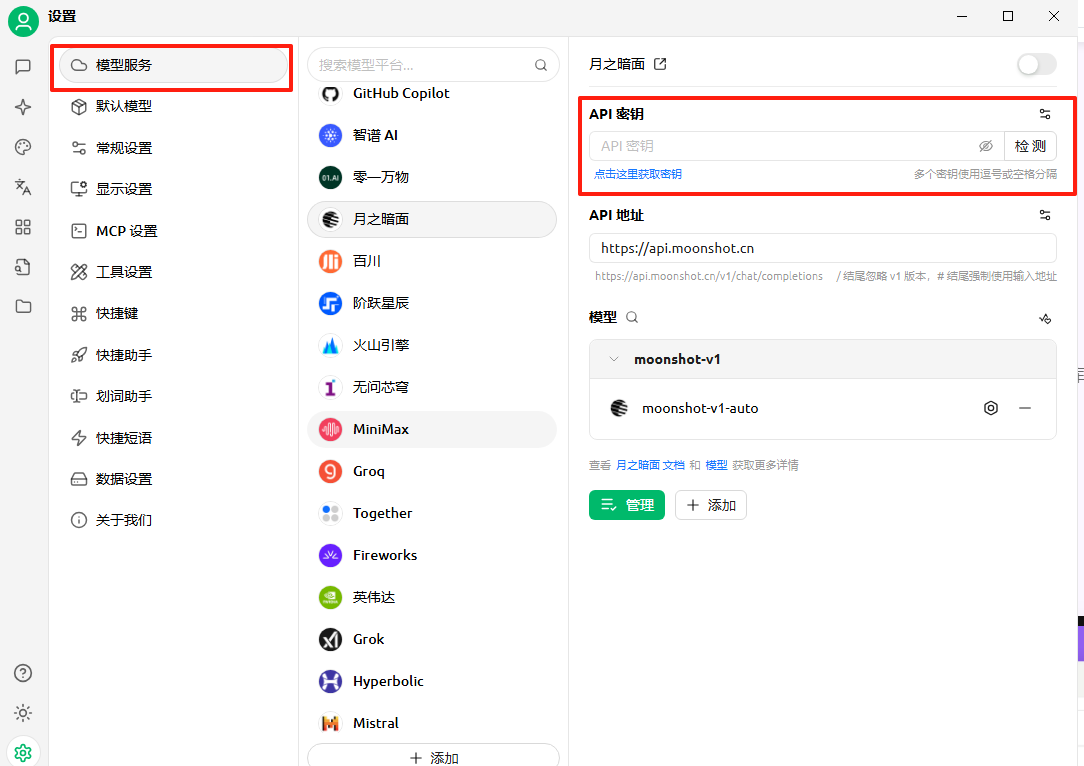 设置
模型服务
默认模型
常规设置
显示设置
MCP 设置
工具设置
快捷键
快捷助手
划词助手
快捷短语
数据设置
关于我们
搜索模型平台...
GitHub Copilot
智谱 AI
01.AI 零一万物
月之暗面
百川
阶跃星辰
火山引擎
无问芯穹
MiniMax
Groq
Together
Fireworks
英伟达
Grok
Hyperbolic
Mistral
添加
月之暗面
API 密钥
API 密钥
检 测
点击这里获取密钥 多个密钥使用逗号或空格分隔
API 地址
https://api.moonshot.cn
https://api.moonshot.cn/v1/chat/completions / 结尾忽略 v1 版本，# 结尾强制使用输入地址
模型
moonshot-v1
moonshot-v1-auto
查看 月之暗面 文档 和 模型 获取更多详情
管理 添加